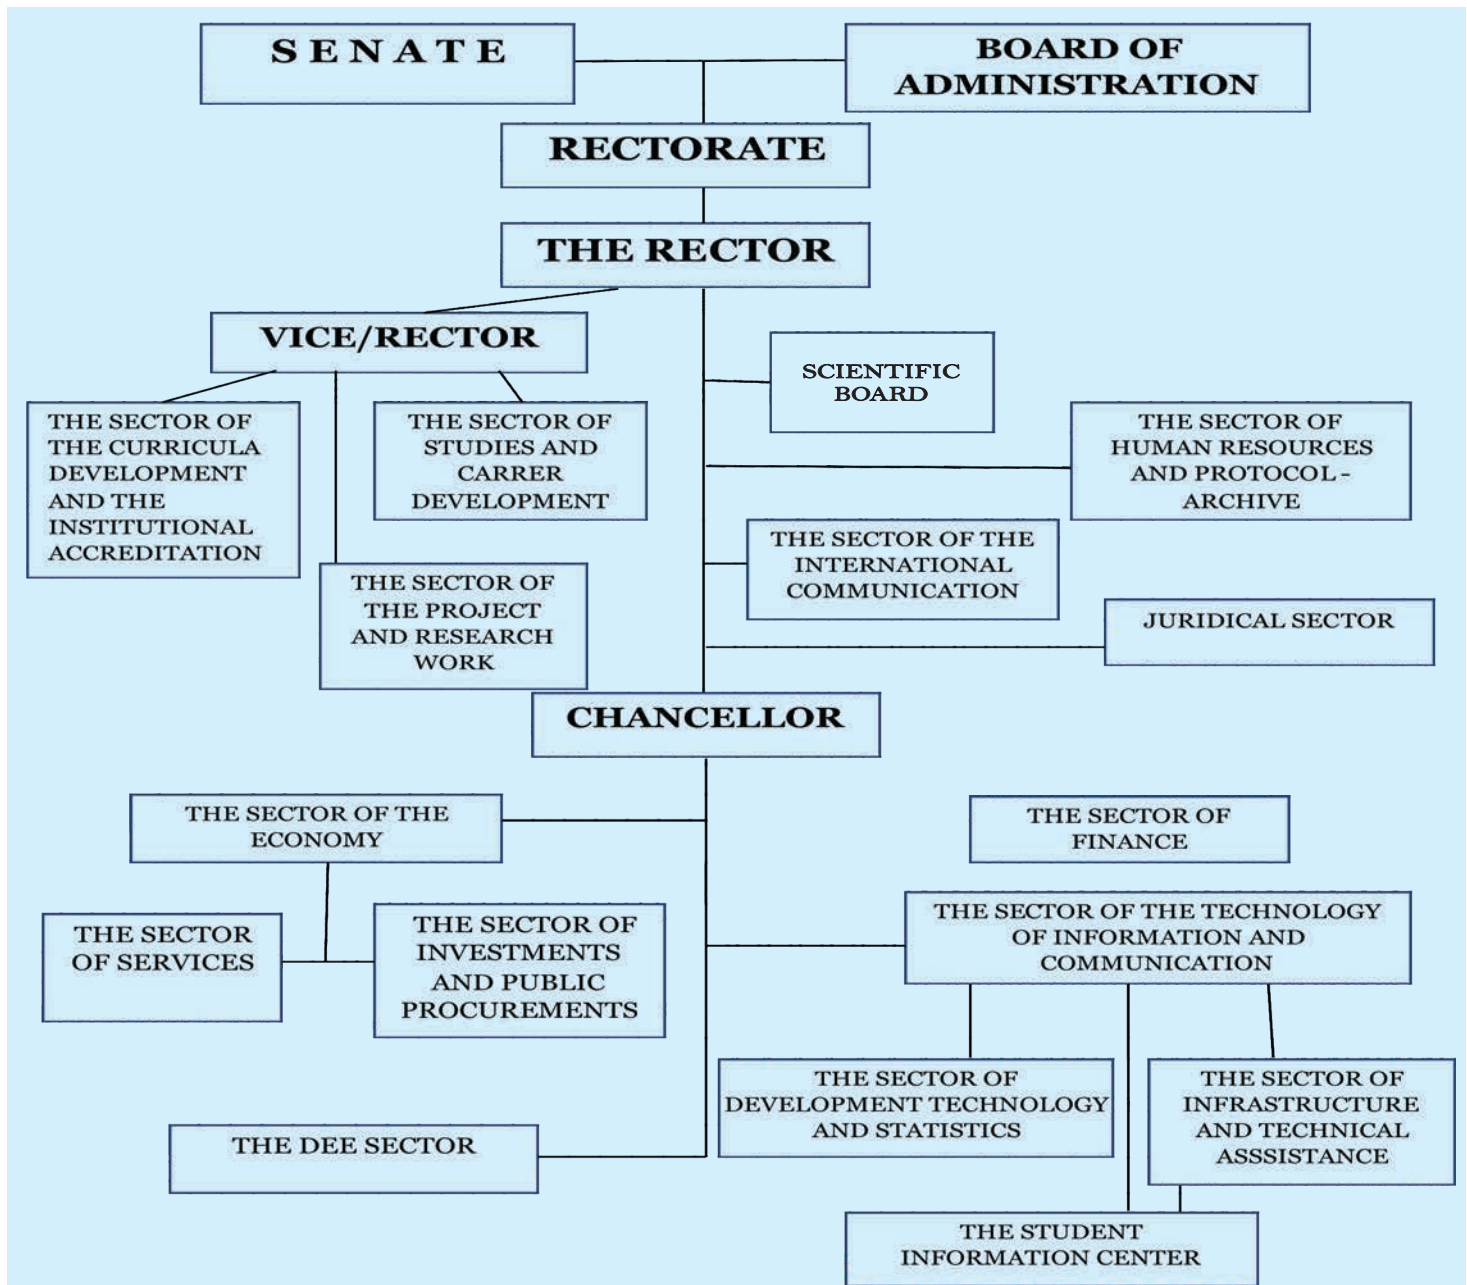 S E N A T E
BOARD OF
ADMINISTRATION
RECTORATE
THE RECTOR
VICE/RECTOR
SCIENTIFIC
BOARD
THE SECTOR OF
THE CURRICULA
DEVELOPMENT
AND THE
INSTITUTIONAL
ACCREDITATION
THE SECTOR OF
STUDIES AND
CARRER
DEVELOPMENT
THE SECTOR OF
HUMAN RESOURCES
AND PROTOCOL -
ARCHIVE
THE SECTOR OF THE
INTERNATIONAL
COMMUNICATION
THE SECTOR OF
THE PROJECT
AND RESEARCH
WORK
JURIDICAL SECTOR
CHANCELLOR
THE SECTOR OF THE
ECONOMY
THE SECTOR OF
FINANCE
THE SECTOR
OF SERVICES
THE SECTOR OF
INVESTMENTS
AND PUBLIC
PROCUREMENTS
THE SECTOR OF THE TECHNOLOGY
OF INFORMATION AND
COMMUNICATION
THE SECTOR OF
DEVELOPMENT TECHNOLOGY
AND STATISTICS
THE SECTOR OF
INFRASTRUCTURE
AND TECHNICAL
ASSSISTANCE
THE DEE SECTOR
THE STUDENT
INFORMATION CENTER